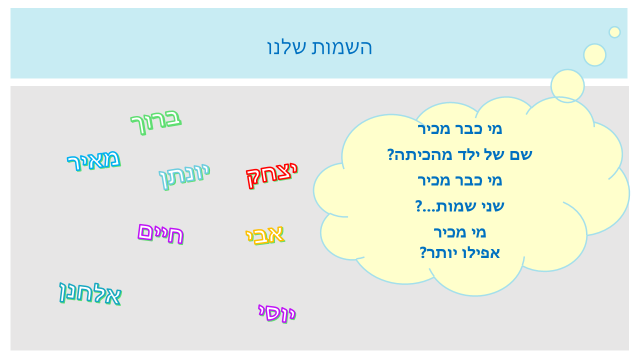 השמות שלנו
מי כבר מכיר
שם של ילד מהכיתה?
מי כבר מכיר
שני שמות...?
מי מכיר
אפילו יותר?
ברוך
מאיר
יונתן
יצחק
חיים
אבי
אלחנן
יוסי